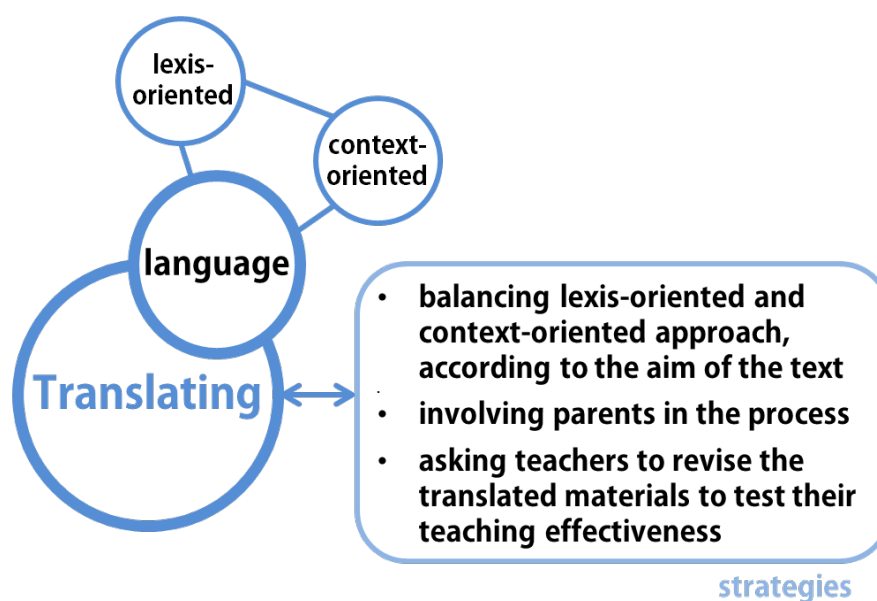 lexis-
oriented
context-
oriented
language
Translating
• balancing lexis-oriented and
context-oriented approach,
according to the aim of the text
• involving parents in the process
• asking teachers to revise the
translated materials to test their
teaching effectiveness
strategies